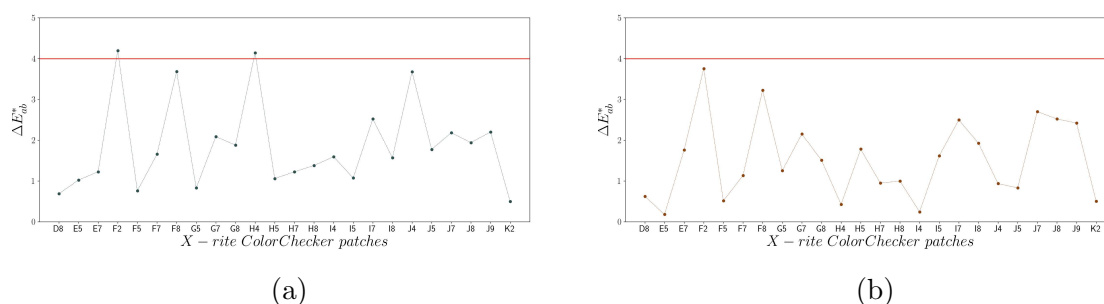 5
4
3
2
1
0
ΔE*ab
D8 E5 E7 F2 F5 F7 F8 G5 G7 G8 H4 H5 H7 H8 I4 I5 I7 I8 J4 J5 J7 J8 J9 K2
X − rite ColorChecker patches
(a)
5
4
3
2
1
0
ΔE*ab
D8 E5 E7 F2 F5 F7 F8 G5 G7 G8 H4 H5 H7 H8 I4 I5 I7 I8 J4 J5 J7 J8 J9 K2
X − rite ColorChecker patches
(b)